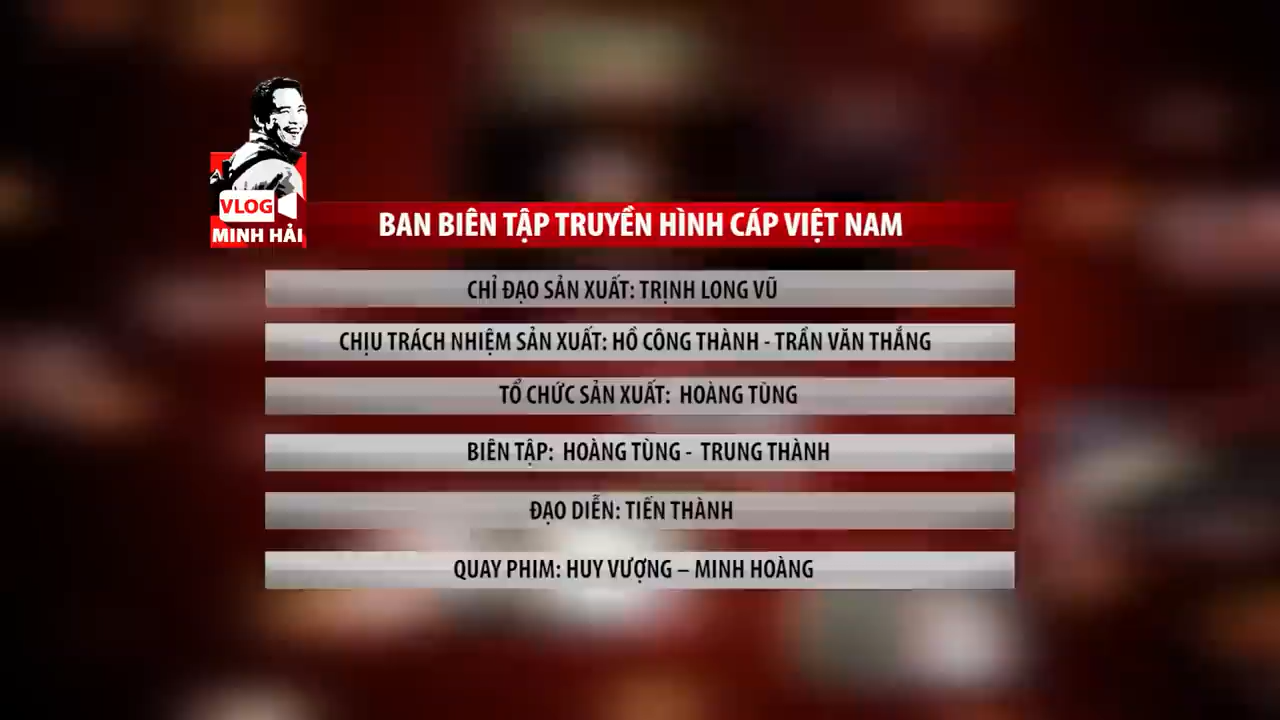 VLOG
MINH HẢI
BAN BIÊN TẬP TRUYỀN HÌNH CÁP VIỆT NAM
CHỈ ĐẠO SẢN XUẤT: TRỊNH LONG VŨ
CHỊU TRÁCH NHIỆM SẢN XUẤT: HỒ CÔNG THÀNH - TRẦN VĂN THẮNG
TỔ CHỨC SẢN XUẤT: HOÀNG TÙNG
BIÊN TẬP: HOÀNG TÙNG - TRUNG THÀNH
ĐẠO DIỄN: TIẾN THÀNH
QUAY PHIM: HUY VƯỢNG – MINH HOÀNG